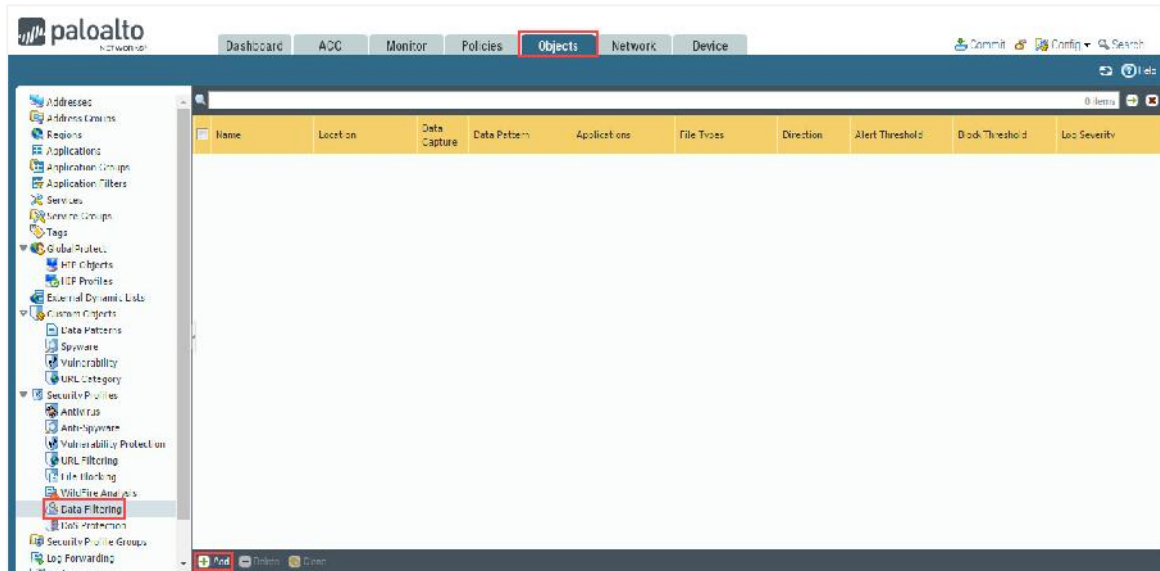 paloalto
NETWORKS
Dashboard ACC Monitor Policies Objects Network Device
Commit Config Search
Help
0 items
Addresses
Address Groups
Regions
Applications
Application Groups
Application Filters
Services
Service Groups
Tags
GlobalProtect
HIP Objects
HIP Profiles
External Dynamic Lists
Custom Objects
Data Patterns
Spyware
Vulnerability
URL Category
Security Profiles
Antivirus
Anti-Spyware
Vulnerability Protection
URL Filtering
File Blocking
WildFire Analysis
Data Filtering
DoS Protection
Security Profile Groups
Log Forwarding
Name Location Data Capture Data Pattern Applications File Types Direction Alert Threshold Block Threshold Log Severity
Add Delete Clone